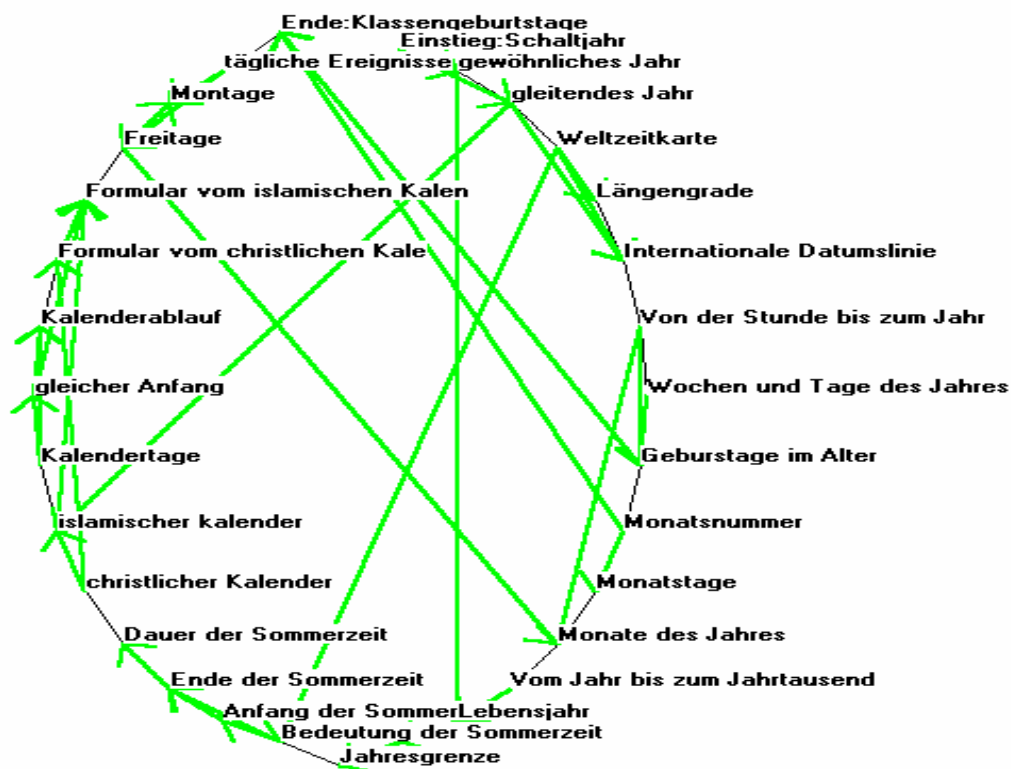 Ende:Klassengeburtstage
Einstieg:Schaltjahr
tägliche Ereignisse gewöhnliches Jahr
Montage
gleitendes Jahr
Freitage
Weltzeitkarte
Formular vom islamischen Kalen
Längengrade
Formular vom christlichen Kale
Internationale Datumslinie
Kalenderablauf
Von der Stunde bis zum Jahr
gleicher Anfang
Wochen und Tage des Jahres
Kalendertage
Geburstage im Alter
islamischer kalender
Monatsnummer
christlicher Kalender
Monatstage
Dauer der Sommerzeit
Monate des Jahres
Ende der Sommerzeit
Vom Jahr bis zum Jahrtausend
Anfang der SommerLebensjahr
Bedeutung der Sommerzeit
Jahresgrenze